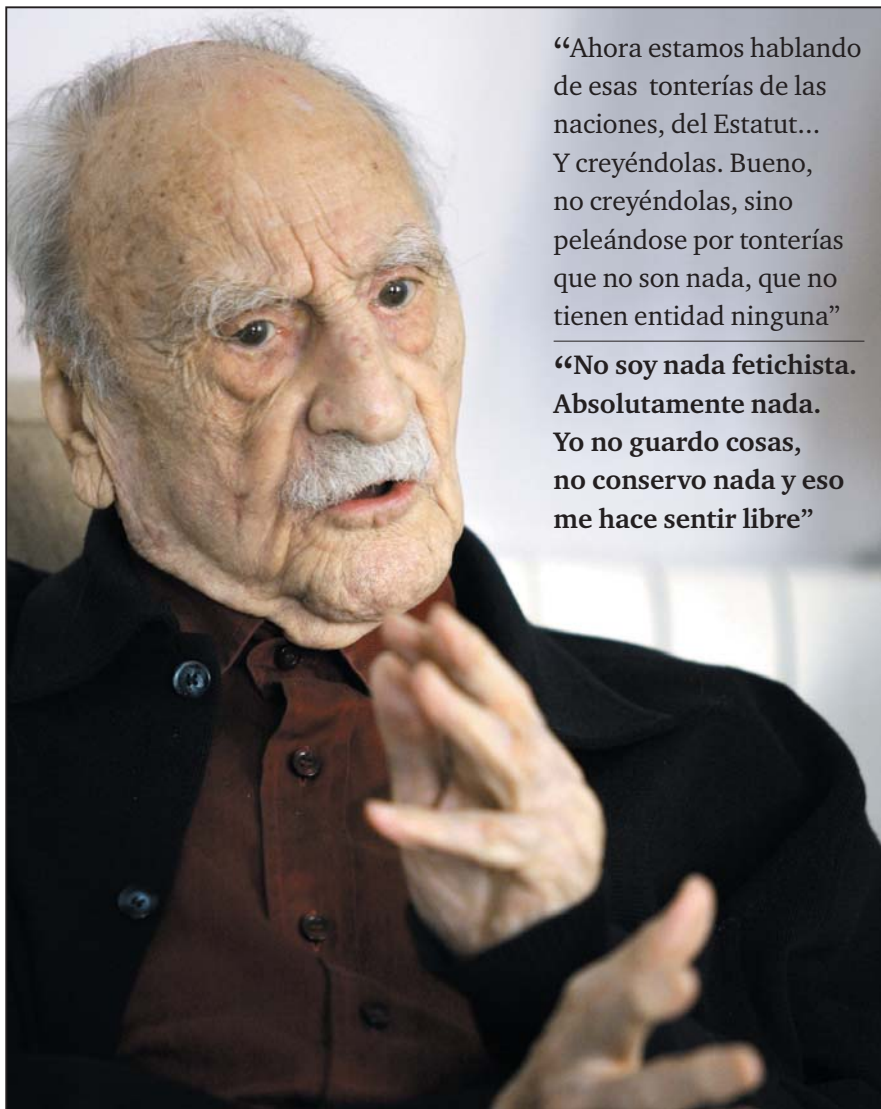 “Ahora estamos hablando
de esas tonterías de las
naciones, del Estatut...
Y creyéndolas. Bueno,
no creyéndolas, sino
peleándose por tonterías
que no son nada, que no
tienen entidad ninguna”
“No soy nada fetichista.
Absolutamente nada.
Yo no guardo cosas,
no conservo nada y eso
me hace sentir libre”